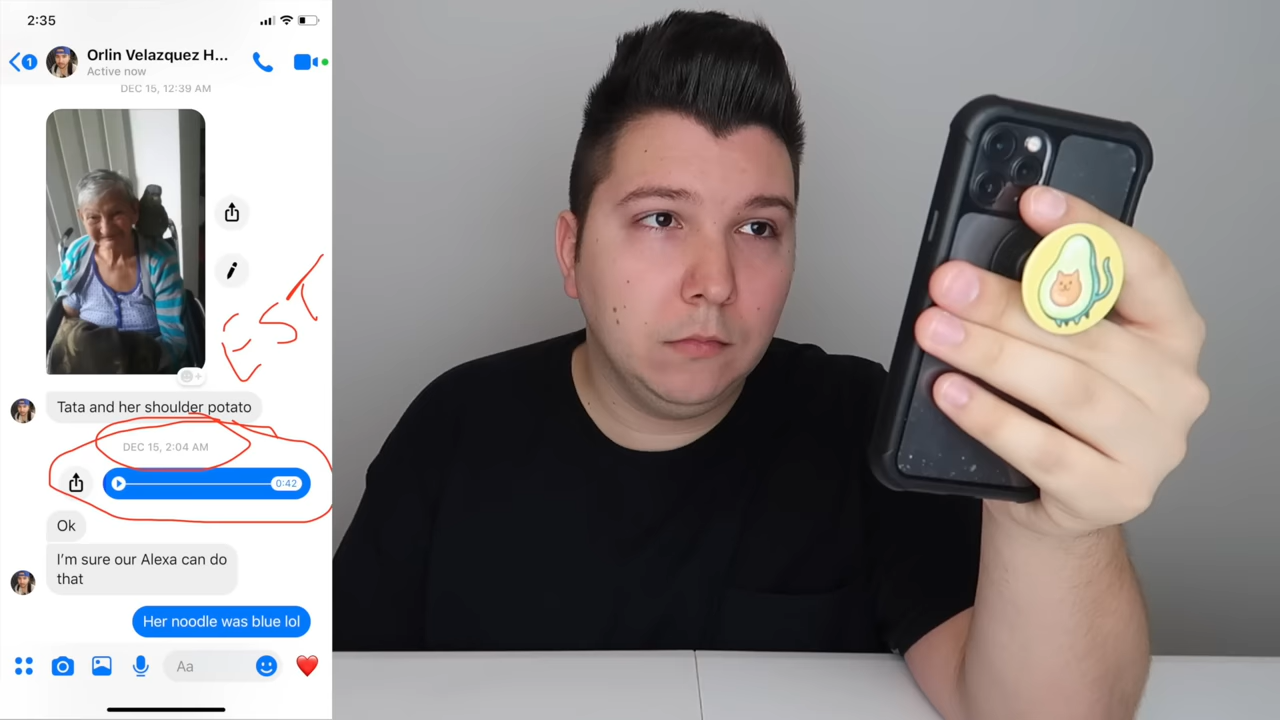 2:35
1
Orlin Velazquez H...
Active now
DEC 15, 12:39 AM
EST
Tata and her shoulder potato
DEC 15, 2:04 AM
0:42
Ok
I'm sure our Alexa can do
that
Her noodle was blue lol
Aa